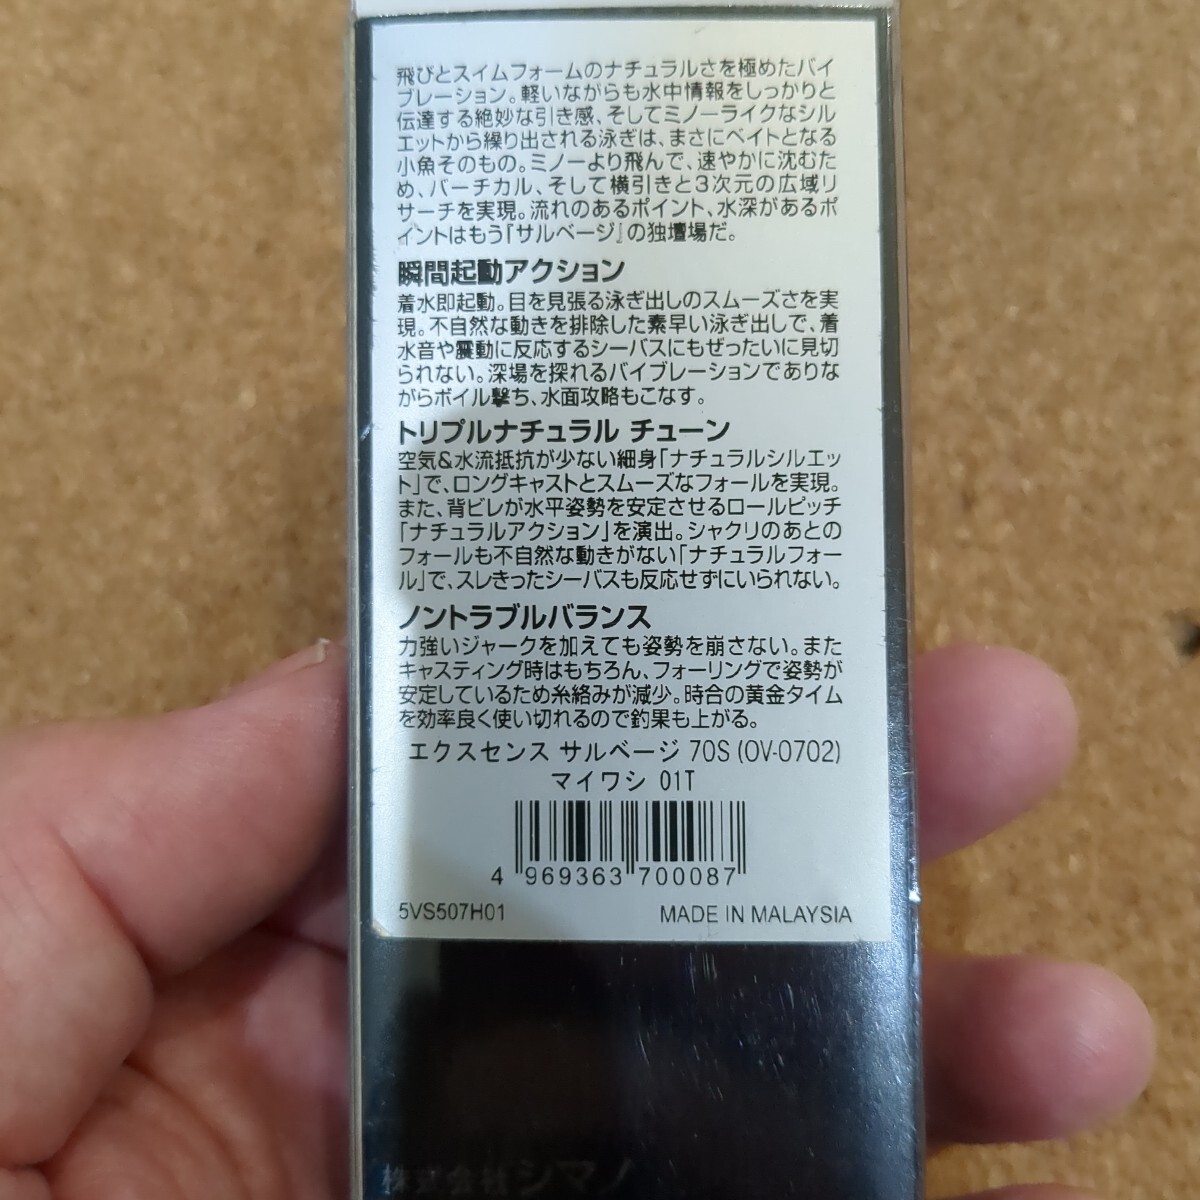 飛びとスイムフォームのナチュラルさを極めたバイ
ブレーション。軽いながらも水中情報をしっかりと
伝達する絶妙な引き感、そしてミノーライクなシル
エットから繰り出される泳ぎは、まさにベイトとなる
小魚そのもの。ミノーより飛んで、速やかに沈むた
め、バーチカル、そして横引きと3次元の広域リ
サーチを実現。流れのあるポイント、水深があるポ
イントはもう『サルベージ』の独壇場だ。
瞬間起動アクション
着水即起動。目を見張る泳ぎ出しのスムーズさを実
現。不自然な動きを排除した素早い泳ぎ出しで、着
水音や震動に反応するシーバスにもぜったいに見切
られない。深場を探れるバイブレーションでありな
がらボイル撃ち、水面攻略もこなす。
トリプルナチュラル チューン
空気&水流抵抗が少ない細身「ナチュラルシルエッ
ト」で、ロングキャストとスムーズなフォールを実現。
また、背ビレが水平姿勢を安定させるロールピッチ
「ナチュラルアクション」を演出。シャクリのあとの
フォールも不自然な動きがない「ナチュラルフォー
ル」で、スレきったシーバスも反応せずにいられない。
ノントラブルバランス
力強いジャークを加えても姿勢を崩さない。また
キャスティング時はもちろん、フォーリングで姿勢が
安定しているため糸絡みが減少。時合の黄金タイム
を効率良く使い切れるので釣果も上がる。
エクスセンス サルベージ 70S (OV-0702)
マイワシ 01T
4 969363 700087
5VS507H01 MADE IN MALAYSIA
株式会社シマノ